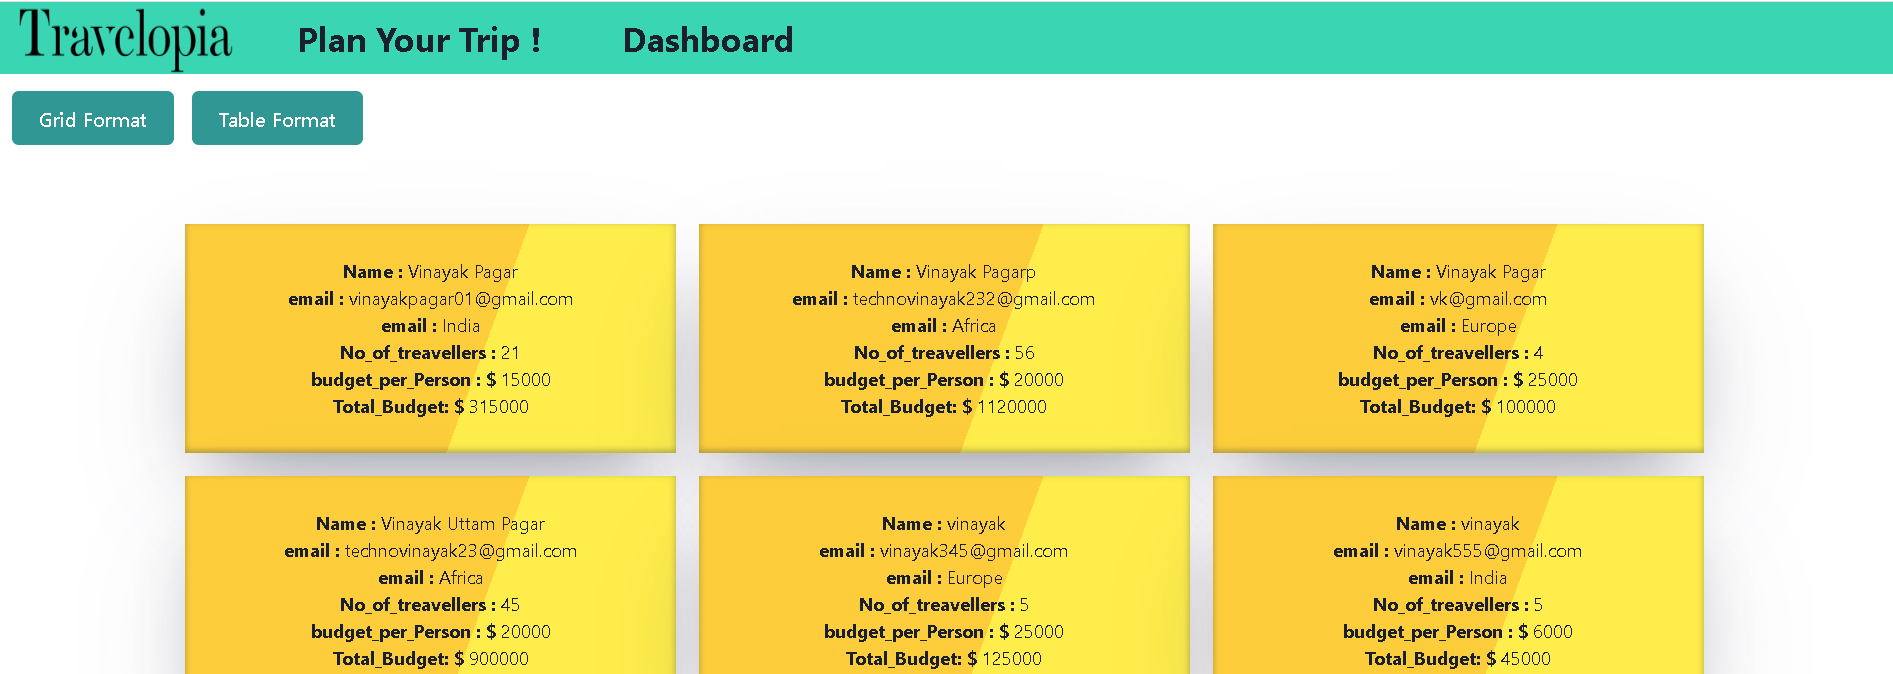 Travelopia Plan Your Trip ! Dashboard
Grid Format Table Format
Name : Vinayak Pagar
email : vinayakpagar01@gmail.com
email : India
No_of_treavellers : 21
budget_per_Person : $ 15000
Total_Budget: $ 315000
Name : Vinayak Pagarp
email : technovinayak232@gmail.com
email : Africa
No_of_treavellers : 56
budget_per_Person : $ 20000
Total_Budget: $ 1120000
Name : Vinayak Pagar
email : vk@gmail.com
email : Europe
No_of_treavellers : 4
budget_per_Person : $ 25000
Total_Budget: $ 100000
Name : Vinayak Uttam Pagar
email : technovinayak23@gmail.com
email : Africa
No_of_treavellers : 45
budget_per_Person : $ 20000
Total_Budget: $ 900000
Name : vinayak
email : vinayak345@gmail.com
email : Europe
No_of_treavellers : 5
budget_per_Person : $ 25000
Total_Budget: $ 125000
Name : vinayak
email : vinayak555@gmail.com
email : India
No_of_treavellers : 5
budget_per_Person : $ 6000
Total_Budget: $ 45000